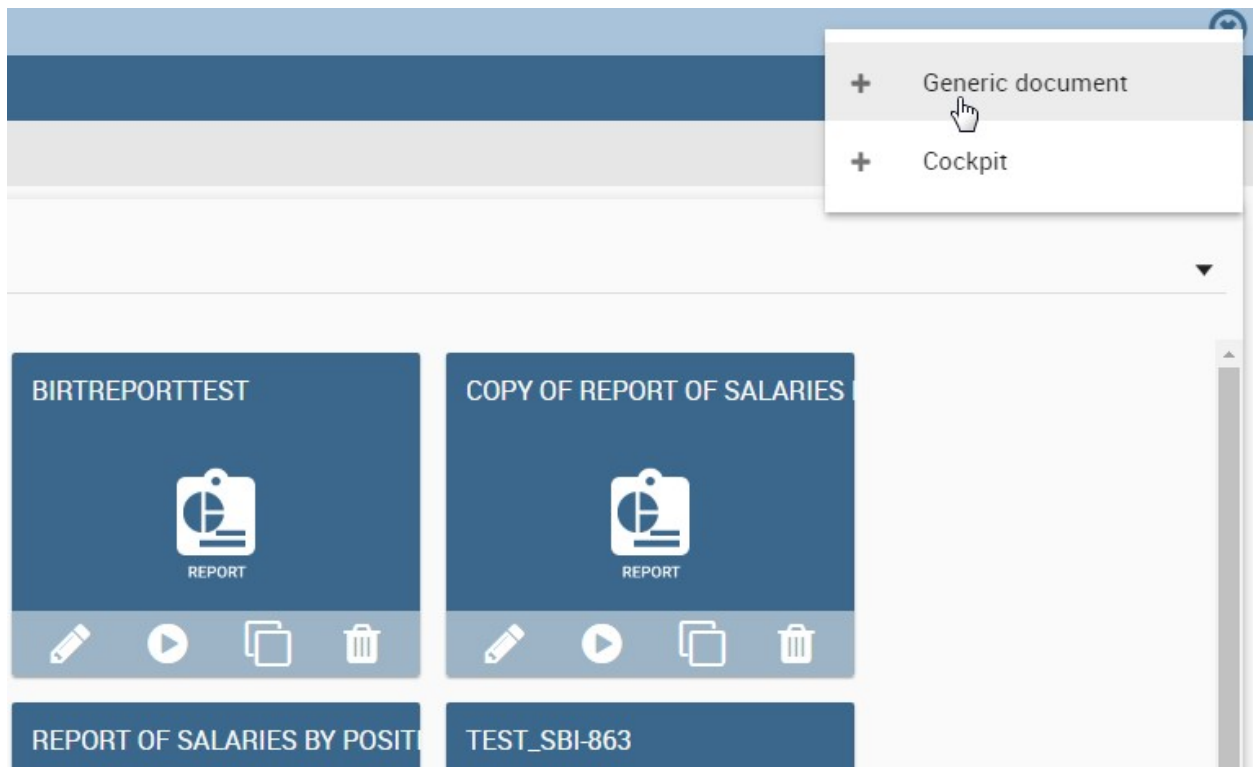 Generic document
Cockpit
BIRTREPORTTEST
COPY OF REPORT OF SALARIES
REPORT
REPORT
REPORT OF SALARIES BY POSITI
TEST_SBI-863